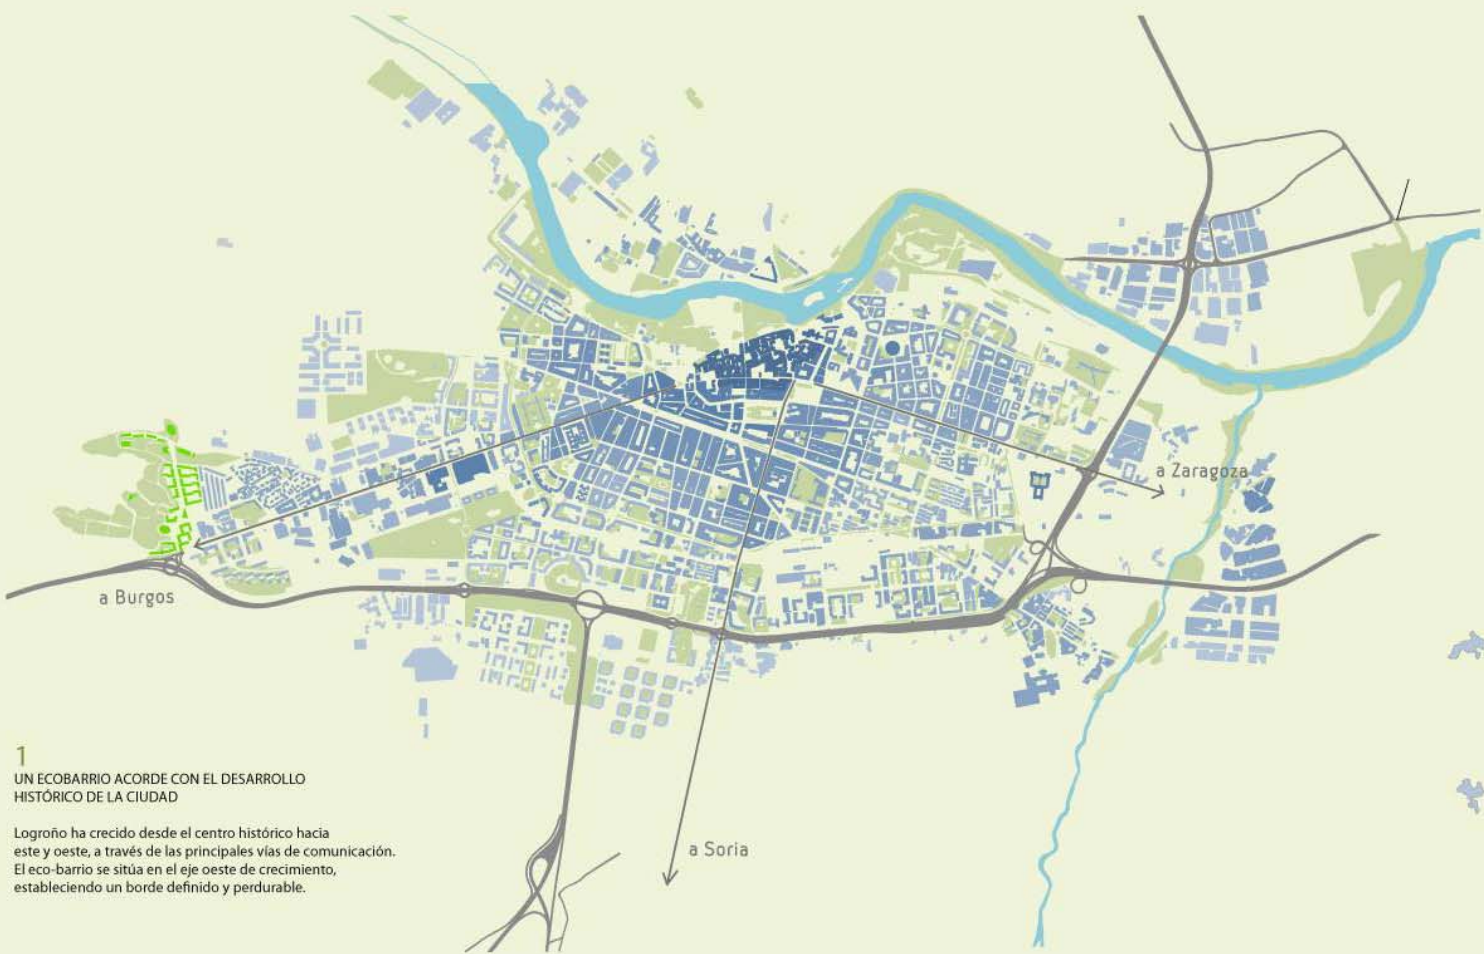 a Zaragoza
a Burgos
a Soria
1
UN ECOBARRIO ACORDE CON EL DESARROLLO
HISTÓRICO DE LA CIUDAD
Logroño ha crecido desde el centro histórico hacia
este y oeste, a través de las principales vías de comunicación.
El eco-barrio se sitúa en el eje oeste de crecimiento,
estableciendo un borde definido y perdurable.